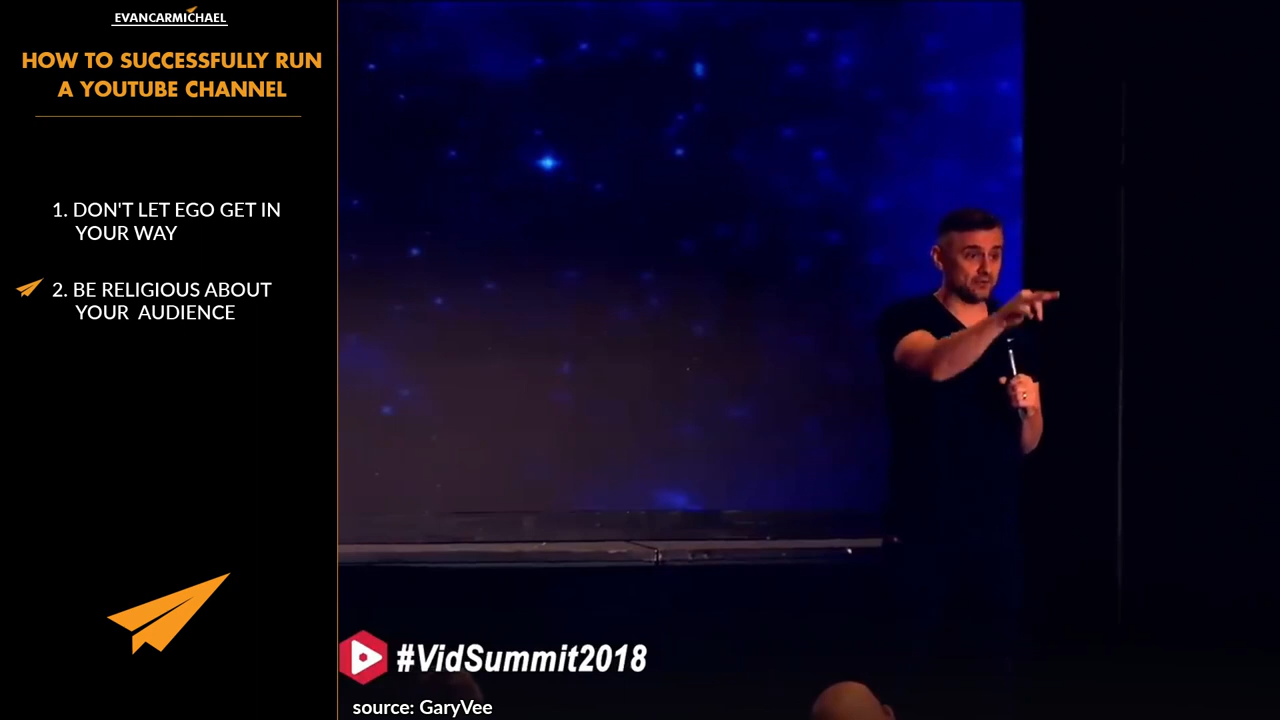 EVANCARMICHAEL
HOW TO SUCCESSFULLY RUN
A YOUTUBE CHANNEL
1. DON'T LET EGO GET IN
YOUR WAY
2. BE RELIGIOUS ABOUT
YOUR AUDIENCE
#VidSummit2018
source: GaryVee